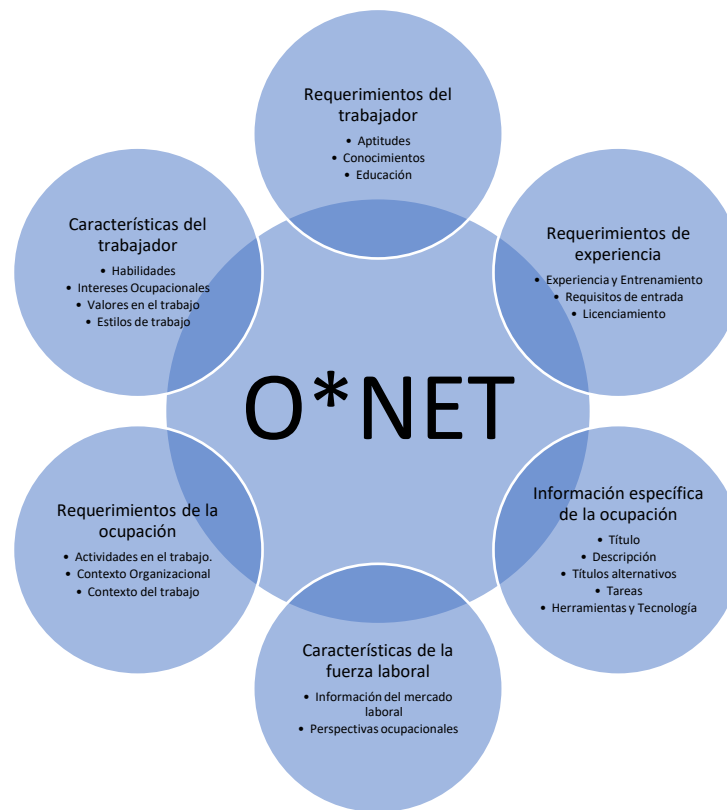 Requerimientos del
trabajador
• Aptitudes
• Conocimientos
• Educación
Requerimientos de
experiencia
• Experiencia y Entrenamiento
• Requisitos de entrada
• Licenciamiento
Información específica
de la ocupación
• Título
• Descripción
• Títulos alternativos
• Tareas
• Herramientas y Tecnología
Características de la
fuerza laboral
• Información del mercado
laboral
• Perspectivas ocupacionales
Requerimientos de la
ocupación
• Actividades en el trabajo.
• Contexto Organizacional
• Contexto del trabajo
Características del
trabajador
• Habilidades
• Intereses Ocupacionales
• Valores en el trabajo
• Estilos de trabajo
O*NET